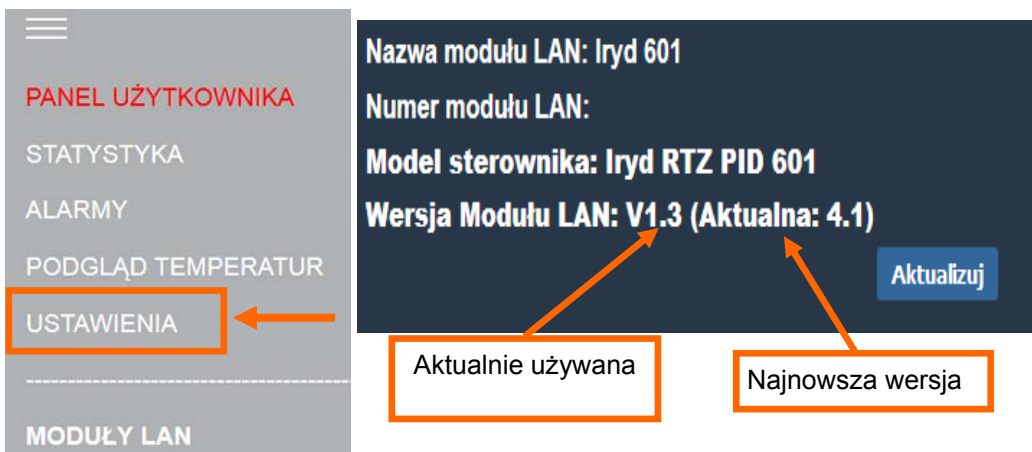 PANEL UŻYTKOWNIKA
STATYSTYKA
ALARMY
PODGLĄD TEMPERATUR
USTAWIENIA
MODUŁY LAN
Nazwa modułu LAN: Iryd 601
Numer modułu LAN:
Model sterownika: Iryd RTZ PID 601
Wersja Modułu LAN: V1.3 (Aktualna: 4.1)
Aktualizuj
Aktualnie używana
Najnowsza wersja